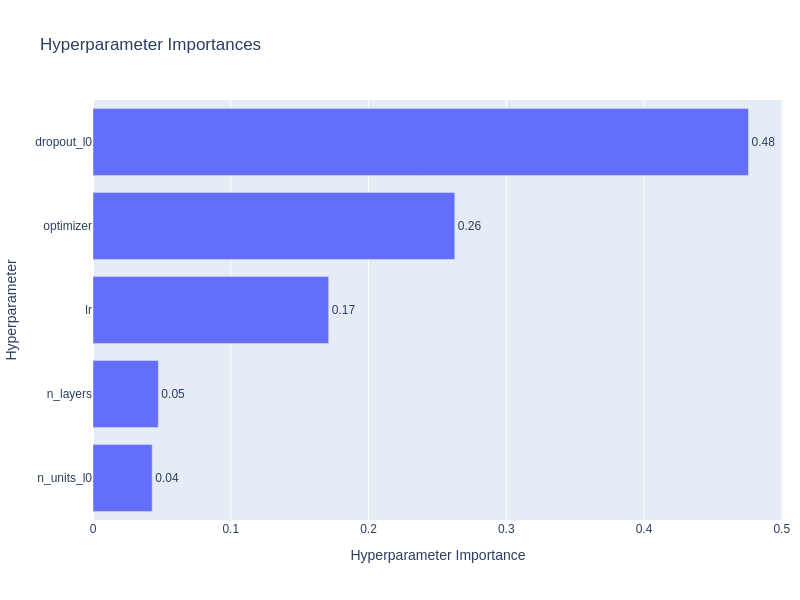 Hyperparameter Importances
dropout_l0
0.48
optimizer
0.26
lr
0.17
n_layers
0.05
n_units_l0
0.04
0
0.1
0.2
0.3
0.4
0.5
Hyperparameter Importance
Hyperparameter